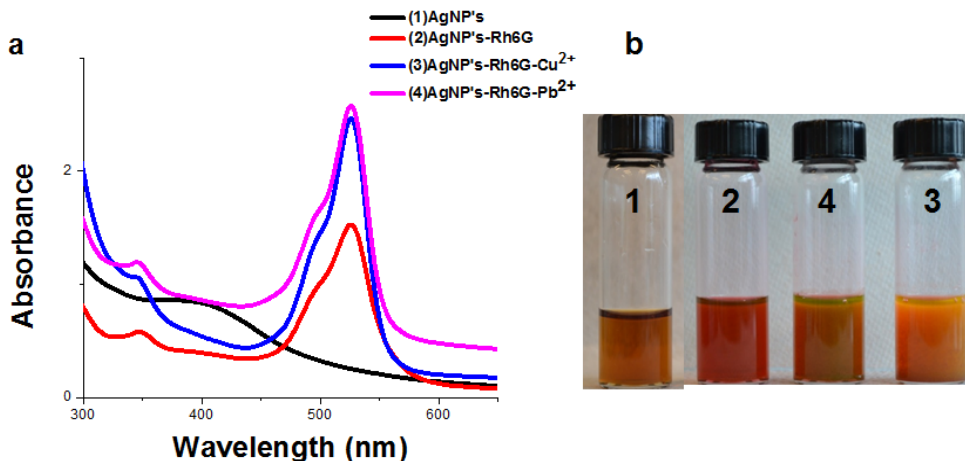 a
(1)AgNP's
(2)AgNP's-Rh6G
(3)AgNP's-Rh6G-Cu²⁺
(4)AgNP's-Rh6G-Pb²⁺
Absorbance
2
0
300 400 500 600
Wavelength (nm)
b
1 2 4 3